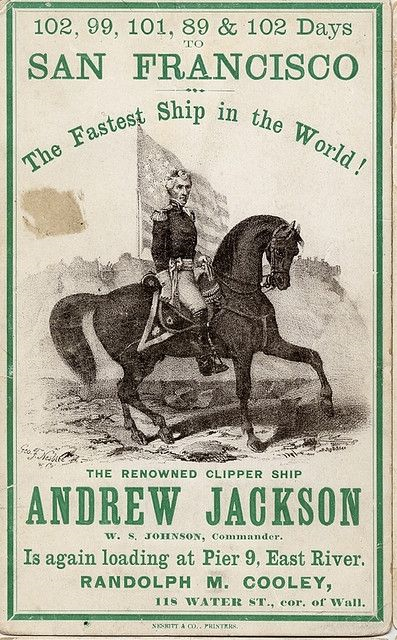 102, 99, 101, 89 & 102 Days
TO
SAN FRANCISCO
The Fastest Ship in the World!
THE RENOWNED CLIPPER SHIP
ANDREW JACKSON
W. S. JOHNSON, Commander.
Is again loading at Pier 9, East River.
RANDOLPH M. COOLEY,
118 WATER ST., cor. of Wall.
NESBITT & CO., PRINTERS.